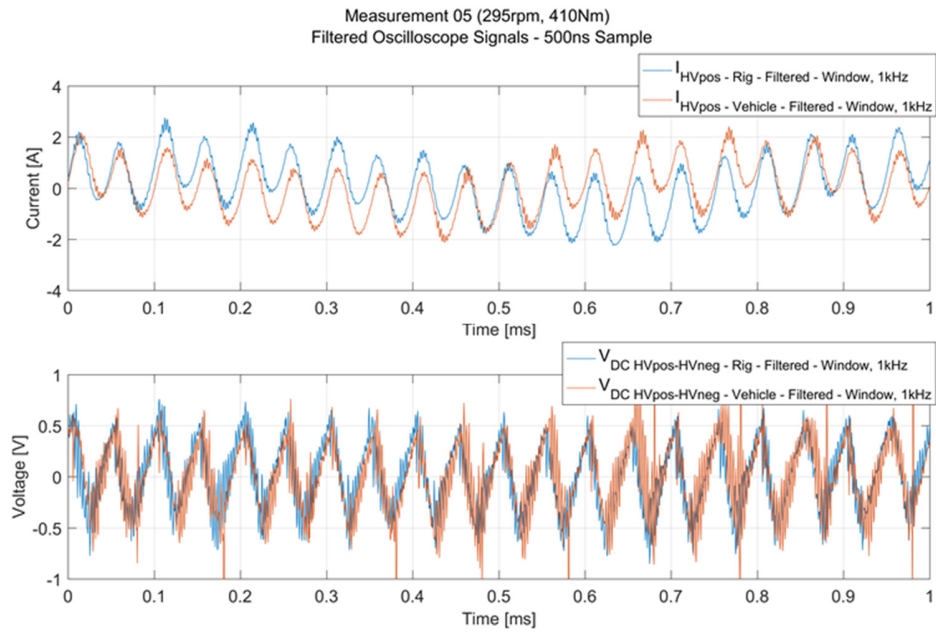 Measurement 05 (295rpm, 410Nm)
Filtered Oscilloscope Signals - 500ns Sample
I HVpos - Rig - Filtered - Window, 1kHz
I HVpos - Vehicle - Filtered - Window, 1kHz
4
2
0
-2
-4
Current [A]
0 0.1 0.2 0.3 0.4 0.5 0.6 0.7 0.8 0.9 1
Time [ms]
V DC HVpos-HVneg - Rig - Filtered - Window, 1kHz
V DC HVpos-HVneg - Vehicle - Filtered - Window, 1kHz
1
0.5
0
-0.5
-1
Voltage [V]
0 0.1 0.2 0.3 0.4 0.5 0.6 0.7 0.8 0.9 1
Time [ms]